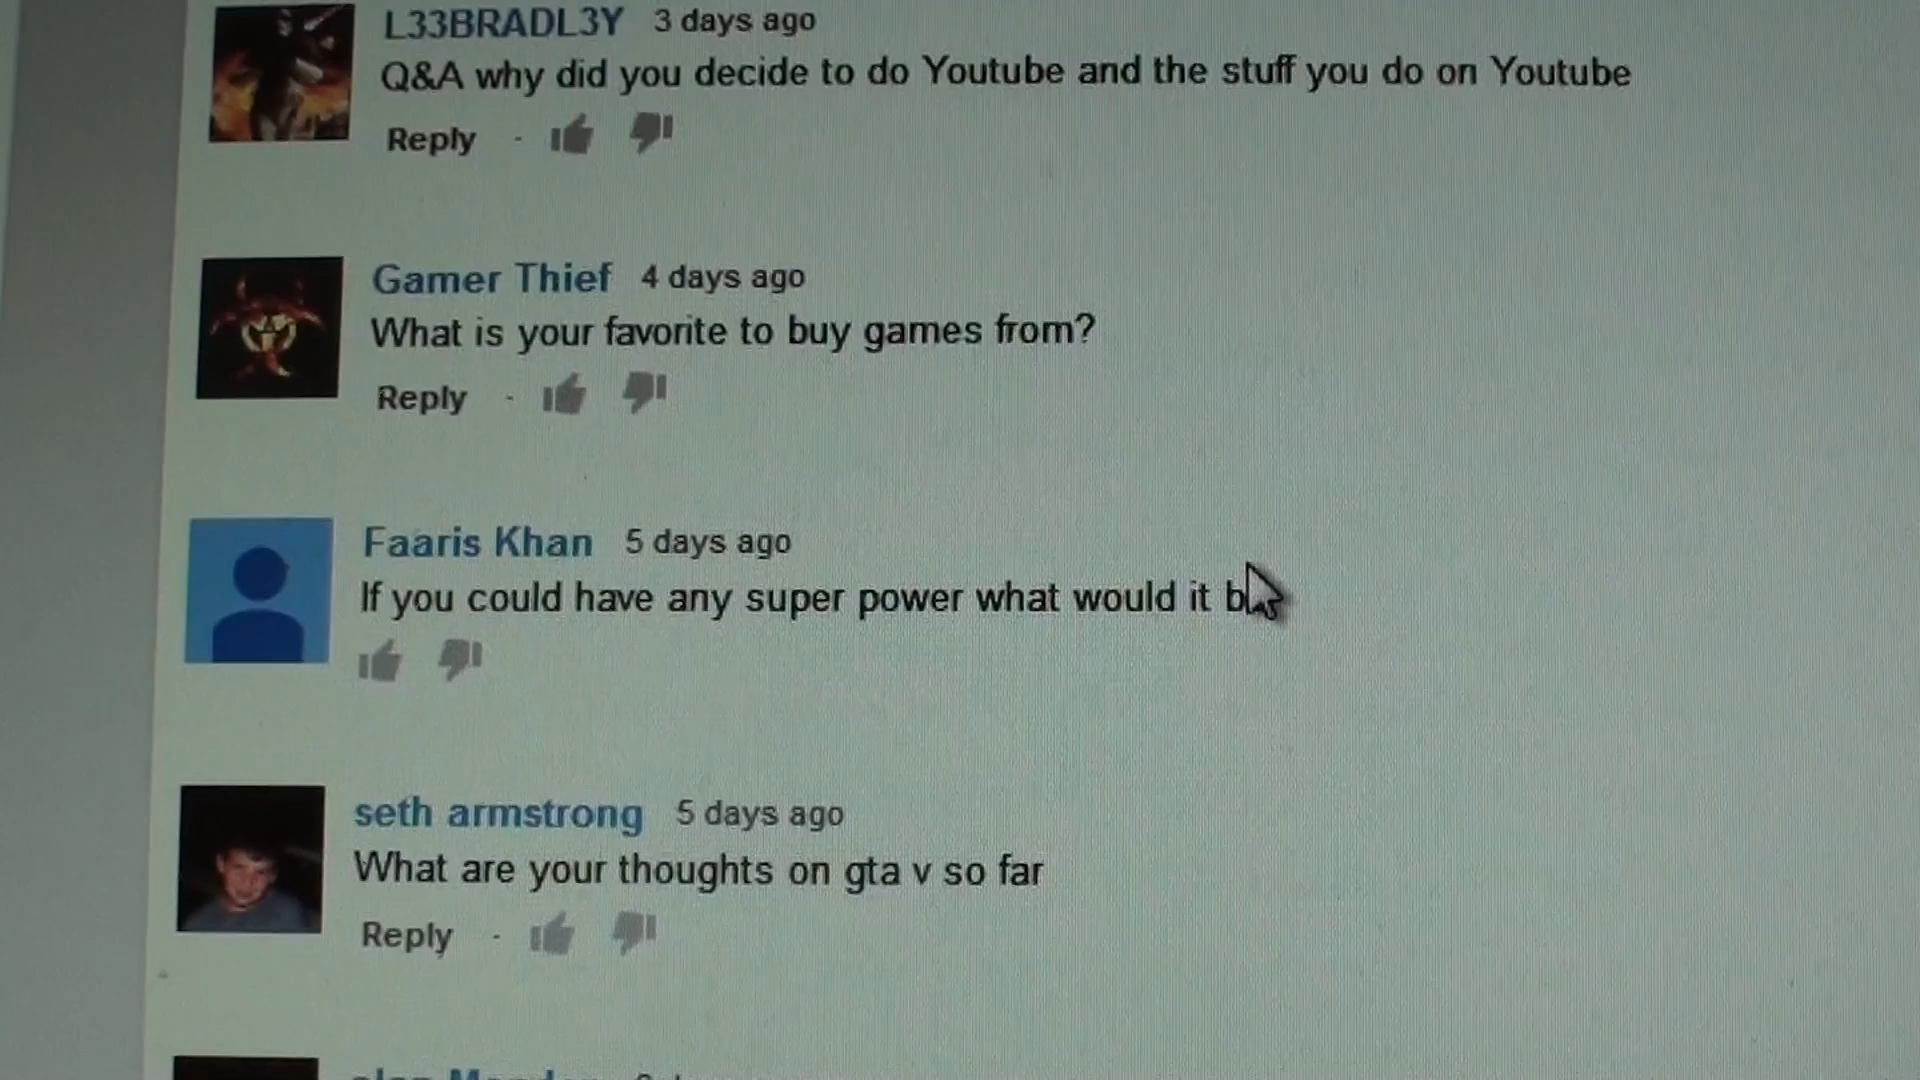 L33BRADL3Y 3 days ago
Q&A why did you decide to do Youtube and the stuff you do on Youtube
Reply
Gamer Thief 4 days ago
What is your favorite to buy games from?
Reply
Faaris Khan 5 days ago
If you could have any super power what would it
seth armstrong 5 days ago
What are your thoughts on gta v so far
Reply